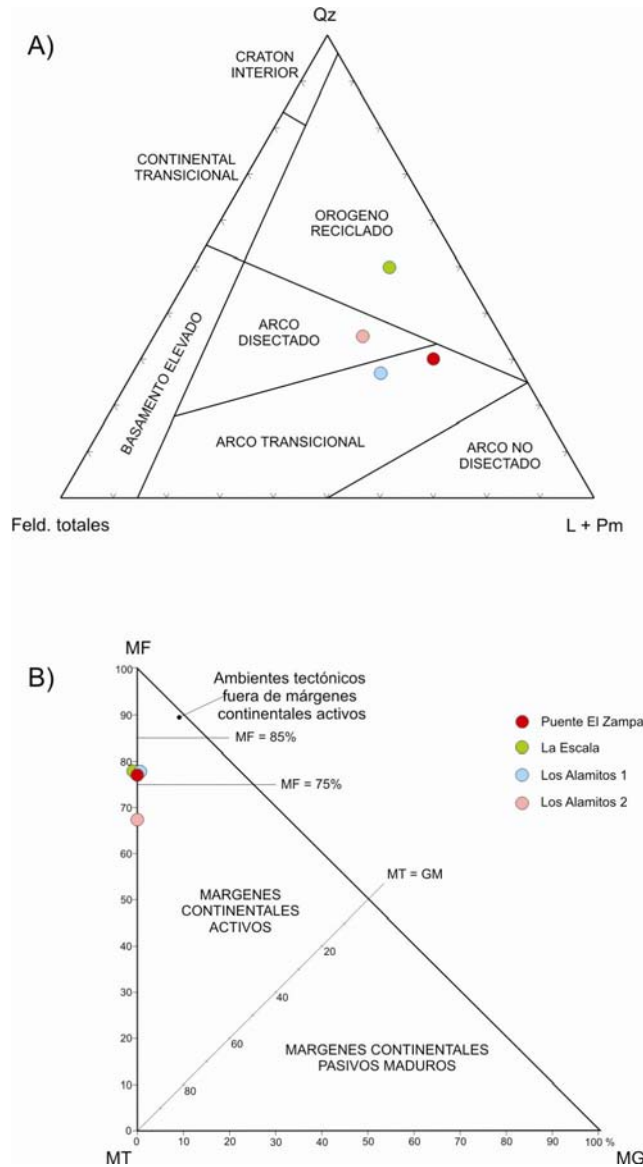 A)
Qz
CRATON
INTERIOR
CONTINENTAL
TRANSICIONAL
OROGENO
RECICLADO
ARCO
DISECTADO
BASAMENTO ELEVADO
ARCO TRANSICIONAL
ARCO NO
DISECTADO
Feld. totales
L + Pm
B)
MF
100
90
80
70
60
50
40
30
20
10
0
Ambientes tectónicos
fuera de márgenes
continentales activos
MF = 85%
MF = 75%
Puente El Zampa
La Escala
Los Alamitos 1
Los Alamitos 2
MT = GM
MARGENES
CONTINENTALES
ACTIVOS
20
40
60
80
MARGENES CONTINENTALES
PASIVOS MADUROS
0 10 20 30 40 50 60 70 80 90 100 %
MT
MG